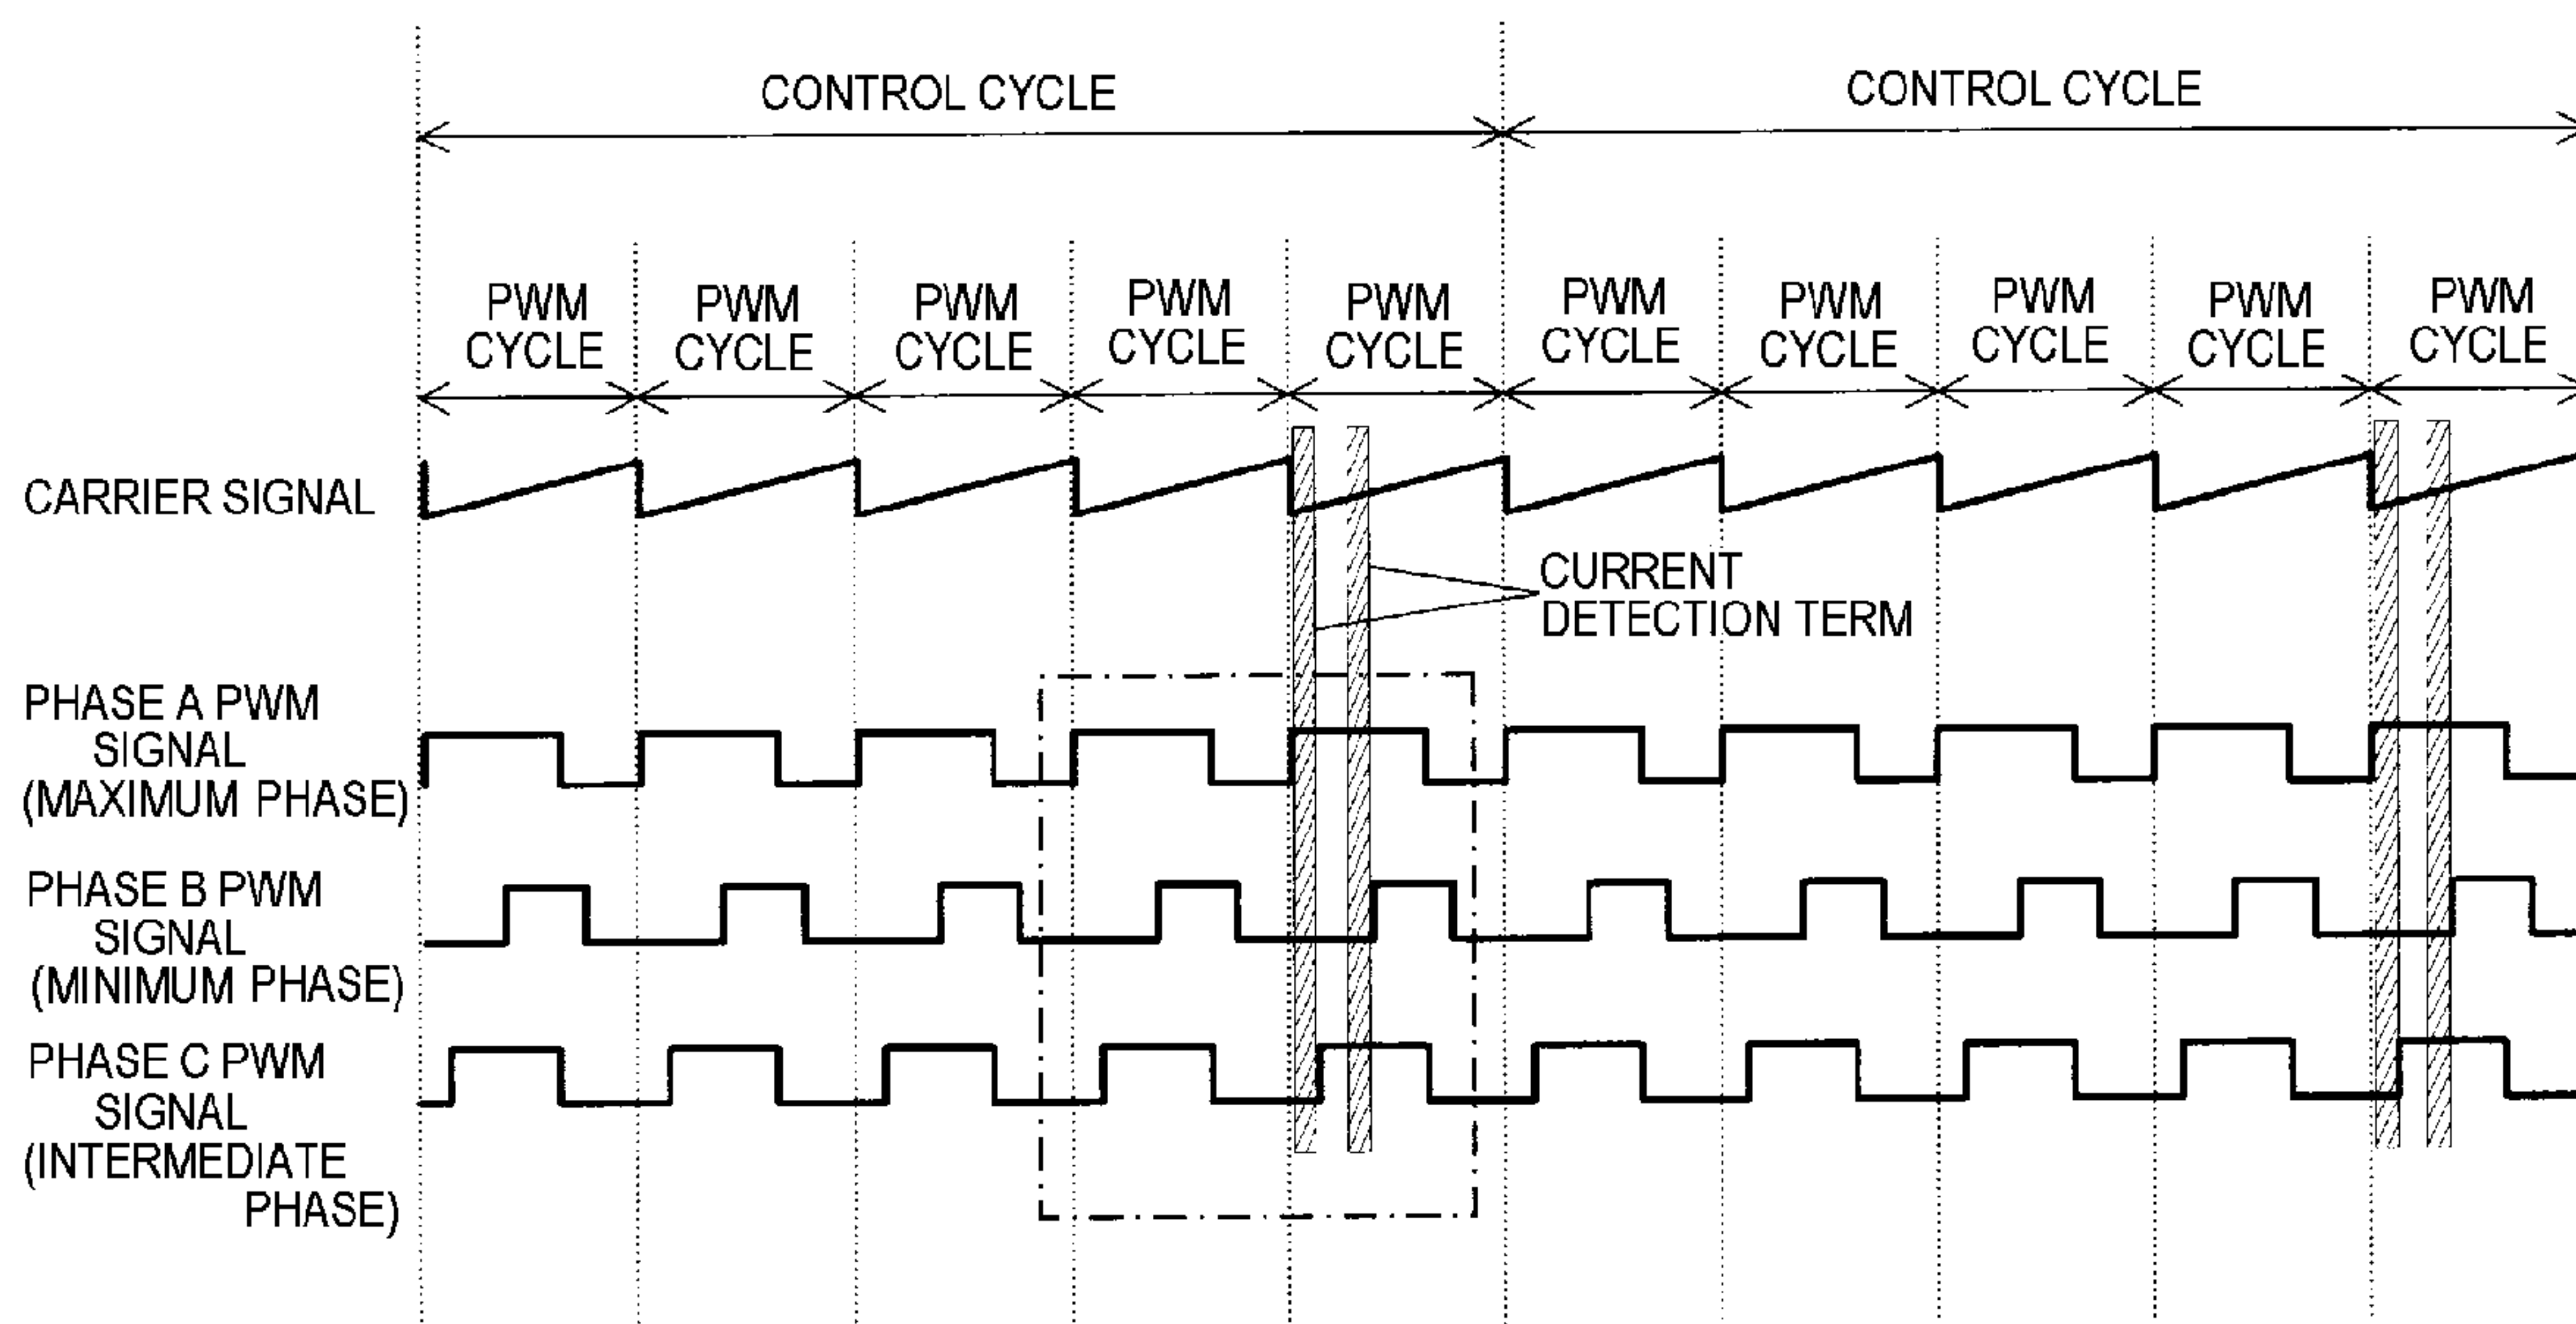 CONTROL CYCLE
CONTROL CYCLE
PWM
CYCLE
PWM
CYCLE
PWM
CYCLE
PWM
CYCLE
PWM
CYCLE
PWM
CYCLE
PWM
CYCLE
PWM
CYCLE
PWM
CYCLE
PWM
CYCLE
CARRIER SIGNAL
CURRENT
DETECTION TERM
PHASE A PWM
SIGNAL
(MAXIMUM PHASE)
PHASE B PWM
SIGNAL
(MINIMUM PHASE)
PHASE C PWM
SIGNAL
(INTERMEDIATE
PHASE)